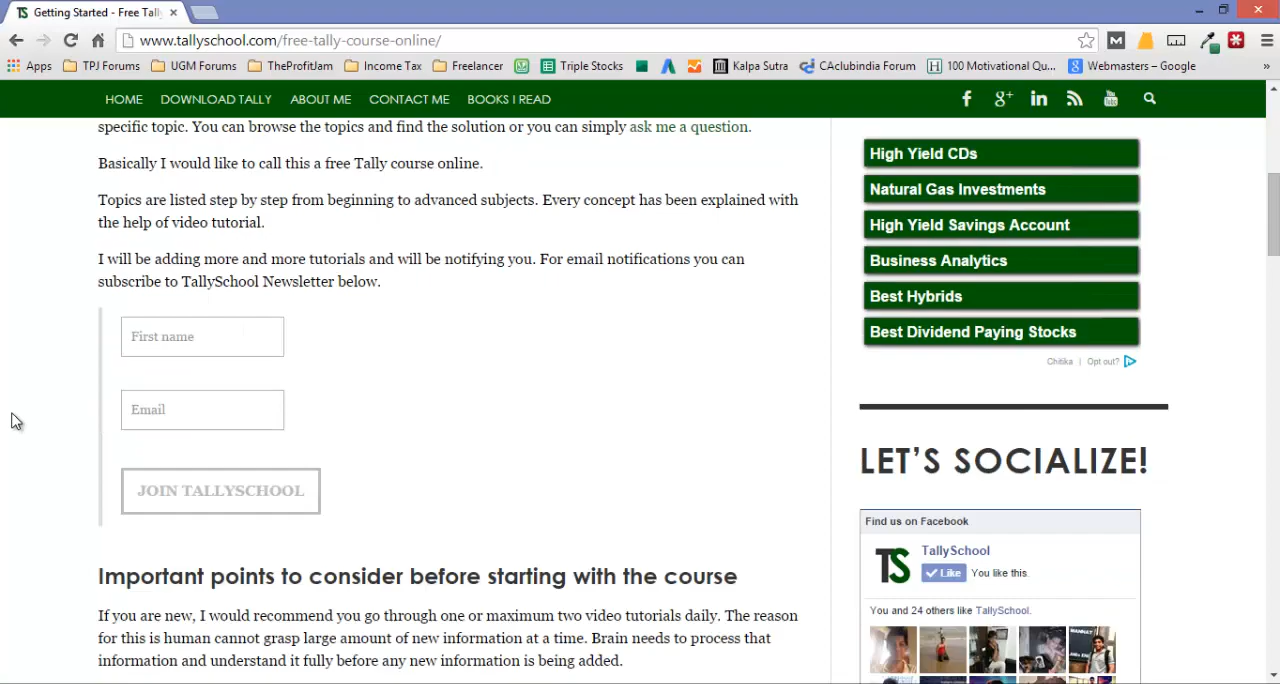 TS Getting Started - Free Tall
www.tallyschool.com/free-tally-course-online/
Apps TPJ Forums UGM Forums TheProfitJam Income Tax Freelancer Triple Stocks Kalpa Sutra CAclubindia Forum 100 Motivational Qu... Webmasters – Google »
HOME DOWNLOAD TALLY ABOUT ME CONTACT ME BOOKS I READ
specific topic. You can browse the topics and find the solution or you can simply ask me a question.
Basically I would like to call this a free Tally course online.
Topics are listed step by step from beginning to advanced subjects. Every concept has been explained with
the help of video tutorial.
I will be adding more and more tutorials and will be notifying you. For email notifications you can
subscribe to TallySchool Newsletter below.
First name
Email
JOIN TALLYSCHOOL
Important points to consider before starting with the course
If you are new, I would recommend you go through one or maximum two video tutorials daily. The reason
for this is human cannot grasp large amount of new information at a time. Brain needs to process that
information and understand it fully before any new information is being added.
High Yield CDs
Natural Gas Investments
High Yield Savings Account
Business Analytics
Best Hybrids
Best Dividend Paying Stocks
Chitika | Opt out?
LET'S SOCIALIZE!
Find us on Facebook
TS TallySchool
Like You like this.
You and 24 others like TallySchool.